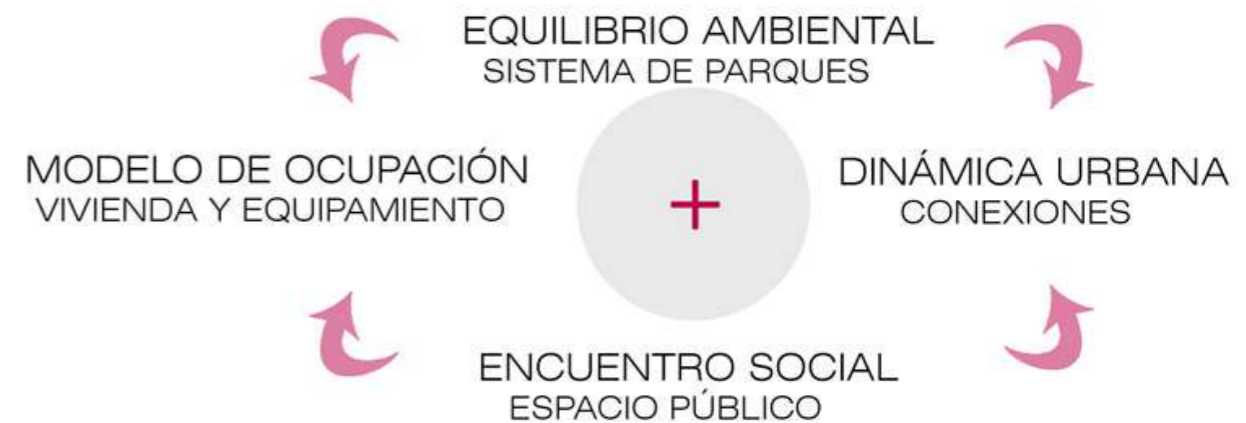 EQUILIBRIO AMBIENTAL
SISTEMA DE PARQUES
MODELO DE OCUPACIÓN
VIVIENDA Y EQUIPAMIENTO
DINÁMICA URBANA
CONEXIONES
ENCUENTRO SOCIAL
ESPACIO PÚBLICO